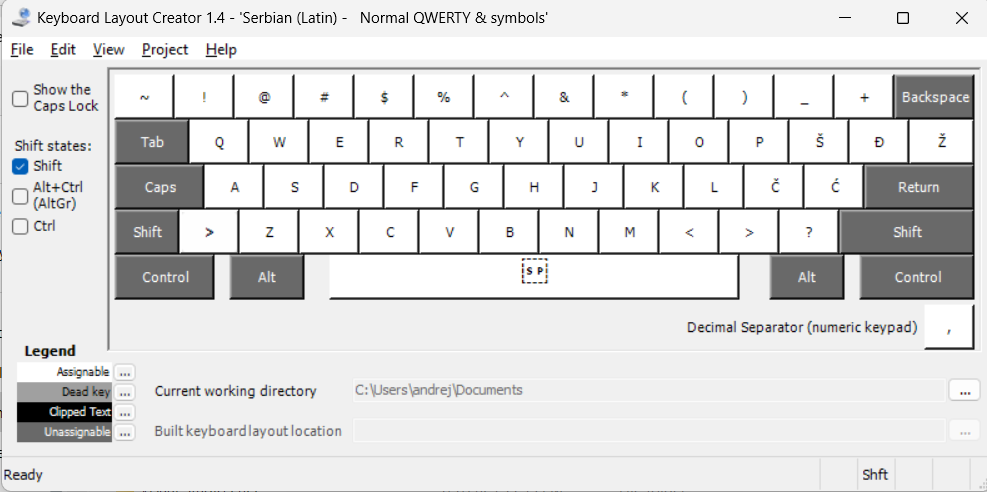 Keyboard Layout Creator 1.4 - 'Serbian (Latin) -   Normal QWERTY & symbols'
File Edit View Project Help
Show the
Caps Lock
Shift states:
Shift
Alt+Ctrl
(AltGr)
Ctrl
~ ! @ # $ % ^ & * ( ) _ + Backspace
Tab Q W E R T Y U I O P Š Đ Ž
Caps A S D F G H J K L Č Ć Return
Shift > Z X C V B N M < > ? Shift
Control Alt SP Alt Control
Decimal Separator (numeric keypad) ,
Legend
Assignable ...
Dead key ...
Clipped Text ...
Unassignable ...
Current working directory C:\Users\andrej\Documents ...
Built keyboard layout location ...
Ready Shft